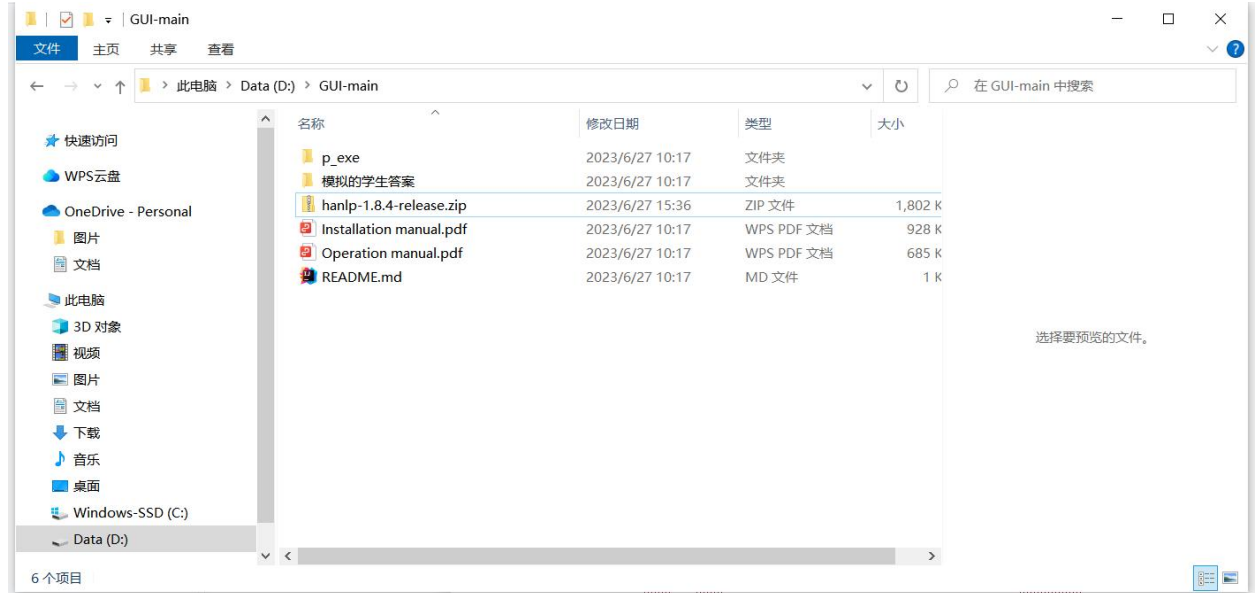 GUI-main
文件 主页 共享 查看
此电脑 Data (D:) GUI-main 在 GUI-main 中搜索
名称 修改日期 类型 大小
快速访问
WPS云盘
OneDrive - Personal
图片
文档
此电脑
3D 对象
视频
图片
文档
下载
音乐
桌面
Windows-SSD (C:)
Data (D:)
p_exe 2023/6/27 10:17 文件夹
模拟的学生答案 2023/6/27 10:17 文件夹
hanlp-1.8.4-release.zip 2023/6/27 15:36 ZIP 文件 1,802 K
Installation manual.pdf 2023/6/27 10:17 WPS PDF 文档 928 K
Operation manual.pdf 2023/6/27 10:17 WPS PDF 文档 685 K
README.md 2023/6/27 10:17 MD 文件 1 K
选择要预览的文件。
6 个项目